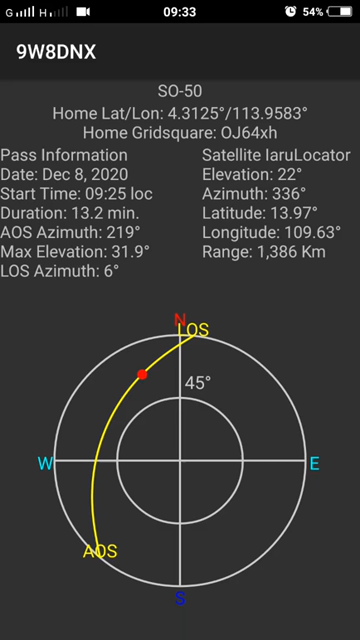 G H 09:33 54%
9W8DNX
SO-50
Home Lat/Lon: 4.3125°/113.9583°
Home Gridsquare: OJ64xh
Pass Information
Date: Dec 8, 2020
Start Time: 09:25 loc
Duration: 13.2 min.
AOS Azimuth: 219°
Max Elevation: 31.9°
LOS Azimuth: 6°
Satellite IaruLocator
Elevation: 22°
Azimuth: 336°
Latitude: 13.97°
Longitude: 109.63°
Range: 1,386 Km
N
LOS
45°
W
E
AOS
S